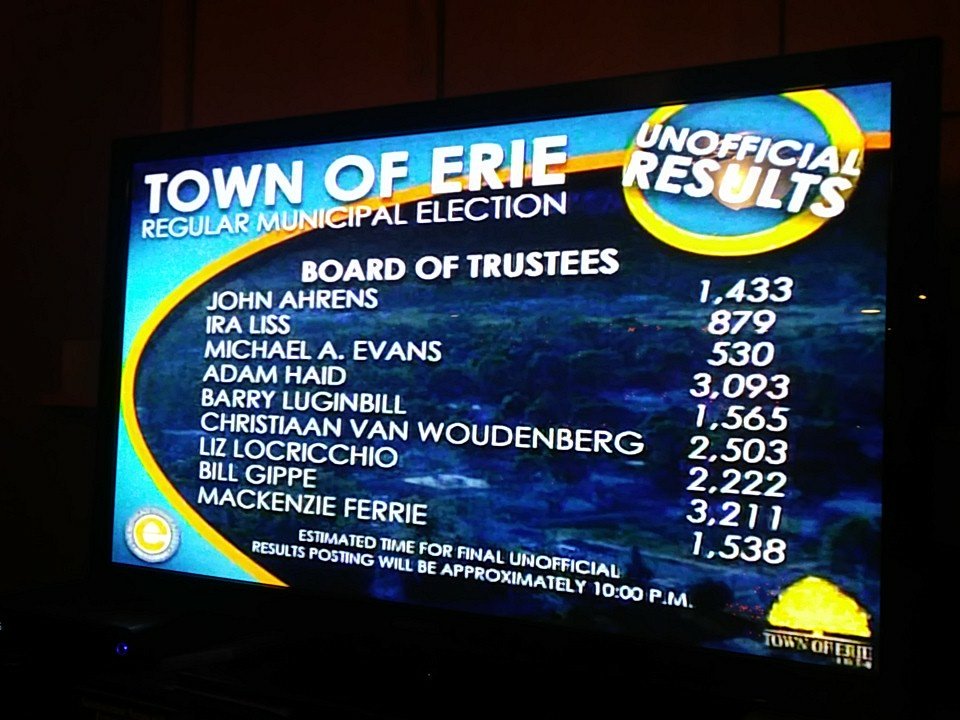 TOWN OF ERIE
REGULAR MUNICIPAL ELECTION
UNOFFICIAL
RESULTS
BOARD OF TRUSTEES
JOHN AHRENS 1,433
IRA LISS 879
MICHAEL A. EVANS 530
ADAM HAID 3,093
BARRY LUGINBILL 1,565
CHRISTIAAN VAN WOUDENBERG 2,503
LIZ LOCRICCHIO 2,222
BILL GIPPE 3,211
MACKENZIE FERRIE 1,538
ESTIMATED TIME FOR FINAL UNOFFICIAL
RESULTS POSTING WILL BE APPROXIMATELY 10:00 P.M.
e
TOWN OF ERIE